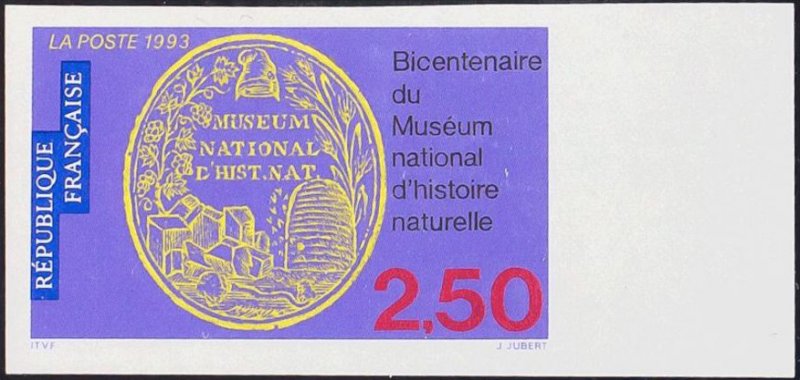 LA POSTE 1993
RÉPUBLIQUE
FRANÇAISE
MUSEUM
NATIONAL
D'HIST. NAT.
Bicentenaire
du
Muséum
national
d'histoire
naturelle
2,50
ITVF
J. JUBERT